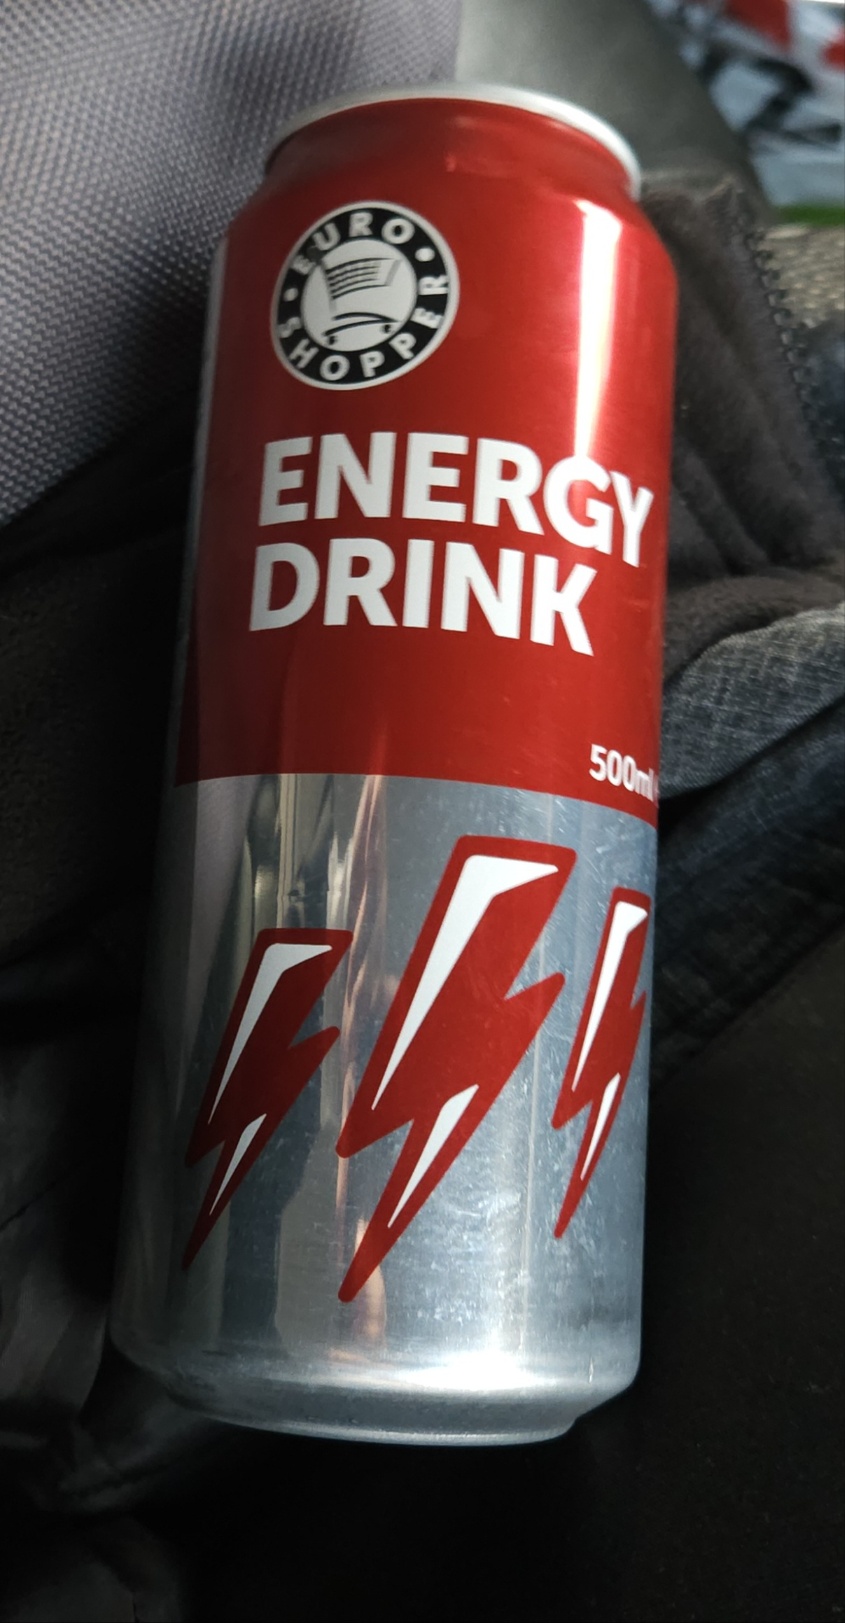 EURO
SHOPPER
ENERGY
DRINK
500ml